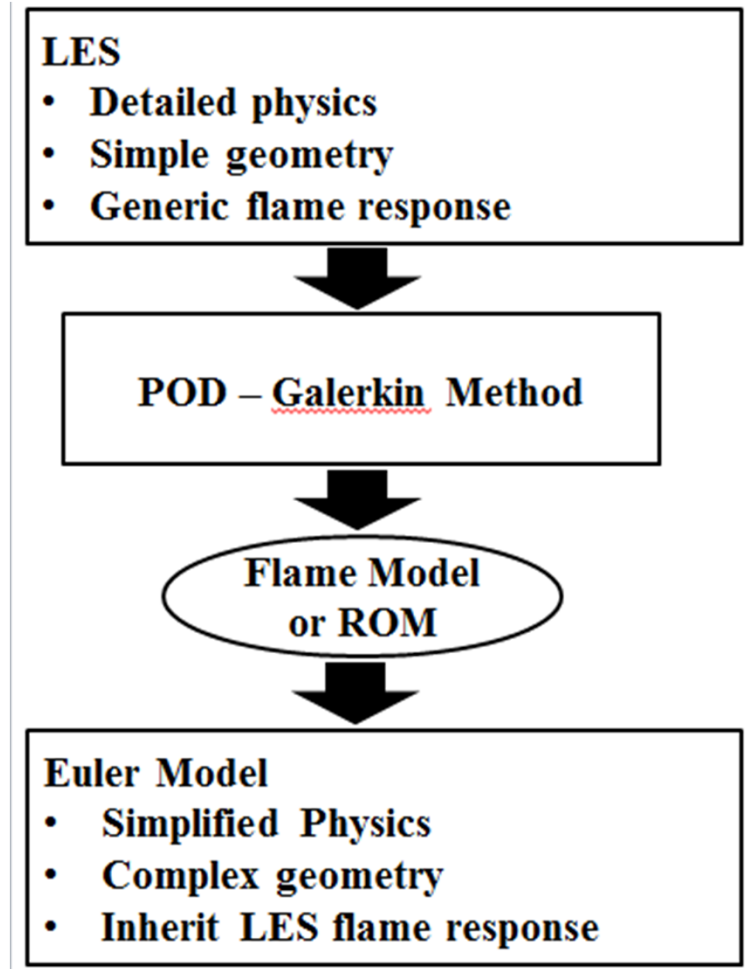 LES
• Detailed physics
• Simple geometry
• Generic flame response
POD – Galerkin Method
Flame Model
or ROM
Euler Model
• Simplified Physics
• Complex geometry
• Inherit LES flame response